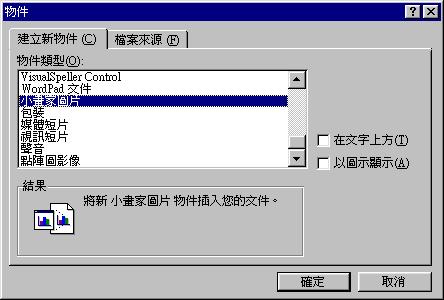 物件
建立新物件 (C)
檔案來源 (F)
物件類型(O):
VisualSpeller Control
WordPad 文件
小畫家圖片
包裝
媒體短片
視訊短片
聲音
點陣圖影像
在文字上方(T)
以圖示顯示(A)
結果
將新 小畫家圖片 物件插入您的文件。
確定
取消